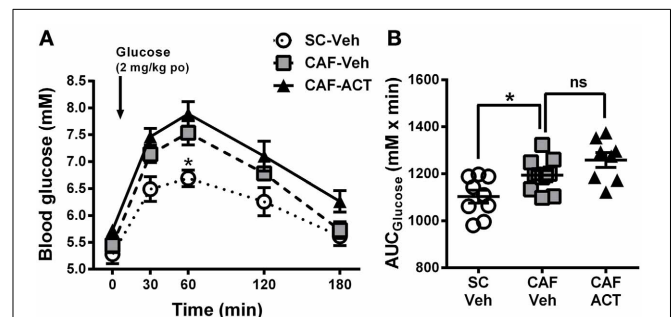 A
Glucose
(2 mg/kg po)
SC-Veh
CAF-Veh
CAF-ACT
Blood glucose (mM)
8.5
8.0
7.5
7.0
6.5
6.0
5.5
5.0
*
0 30 60 120 180
Time (min)
B
AUCGlucose (mM x min)
1600
1400
1200
1000
800
*
ns
SC CAF CAF
Veh Veh ACT